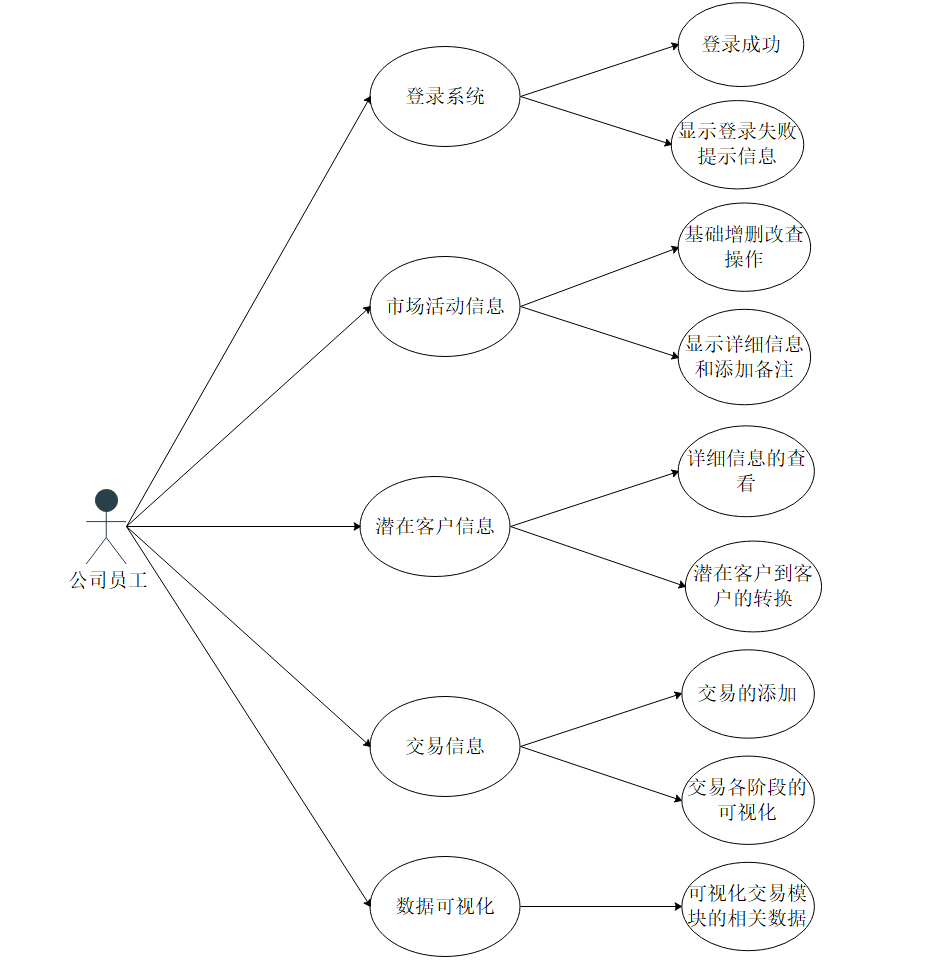 登录成功
登录系统
显示登录失败
提示信息
基础增删改查
操作
市场活动信息
显示详细信息
和添加备注
详细信息的查
看
潜在客户信息
公司员工
潜在客户到客
户的转换
交易的添加
交易信息
交易各阶段的
可视化
数据可视化
可视化交易模
块的相关数据